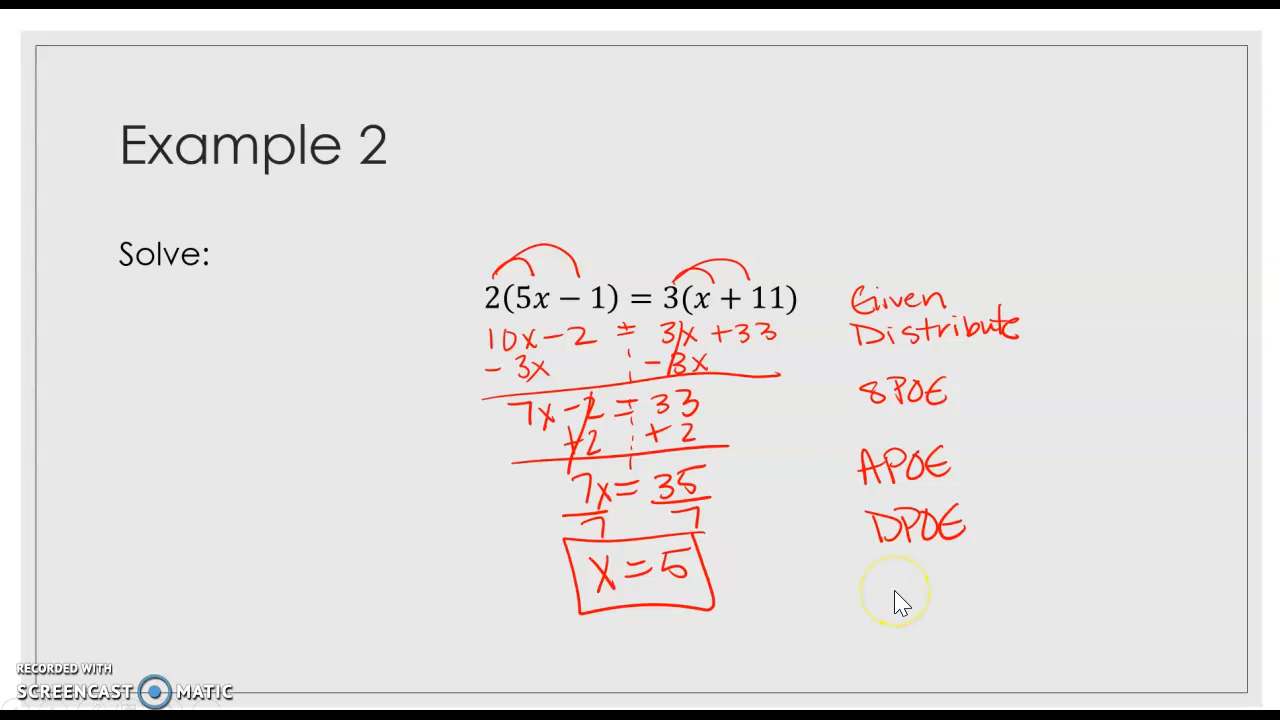 Example 2
Solve:
2(5x − 1) = 3(x + 11) Given
10x − 2 = 3x + 33 Distribute
− 3x − 3x
7x − 2 = 33 SPOE
+2 + 2
7x = 35 APOE
7 7 DPOE
x = 5
RECORDED WITH
SCREENCAST MATIC